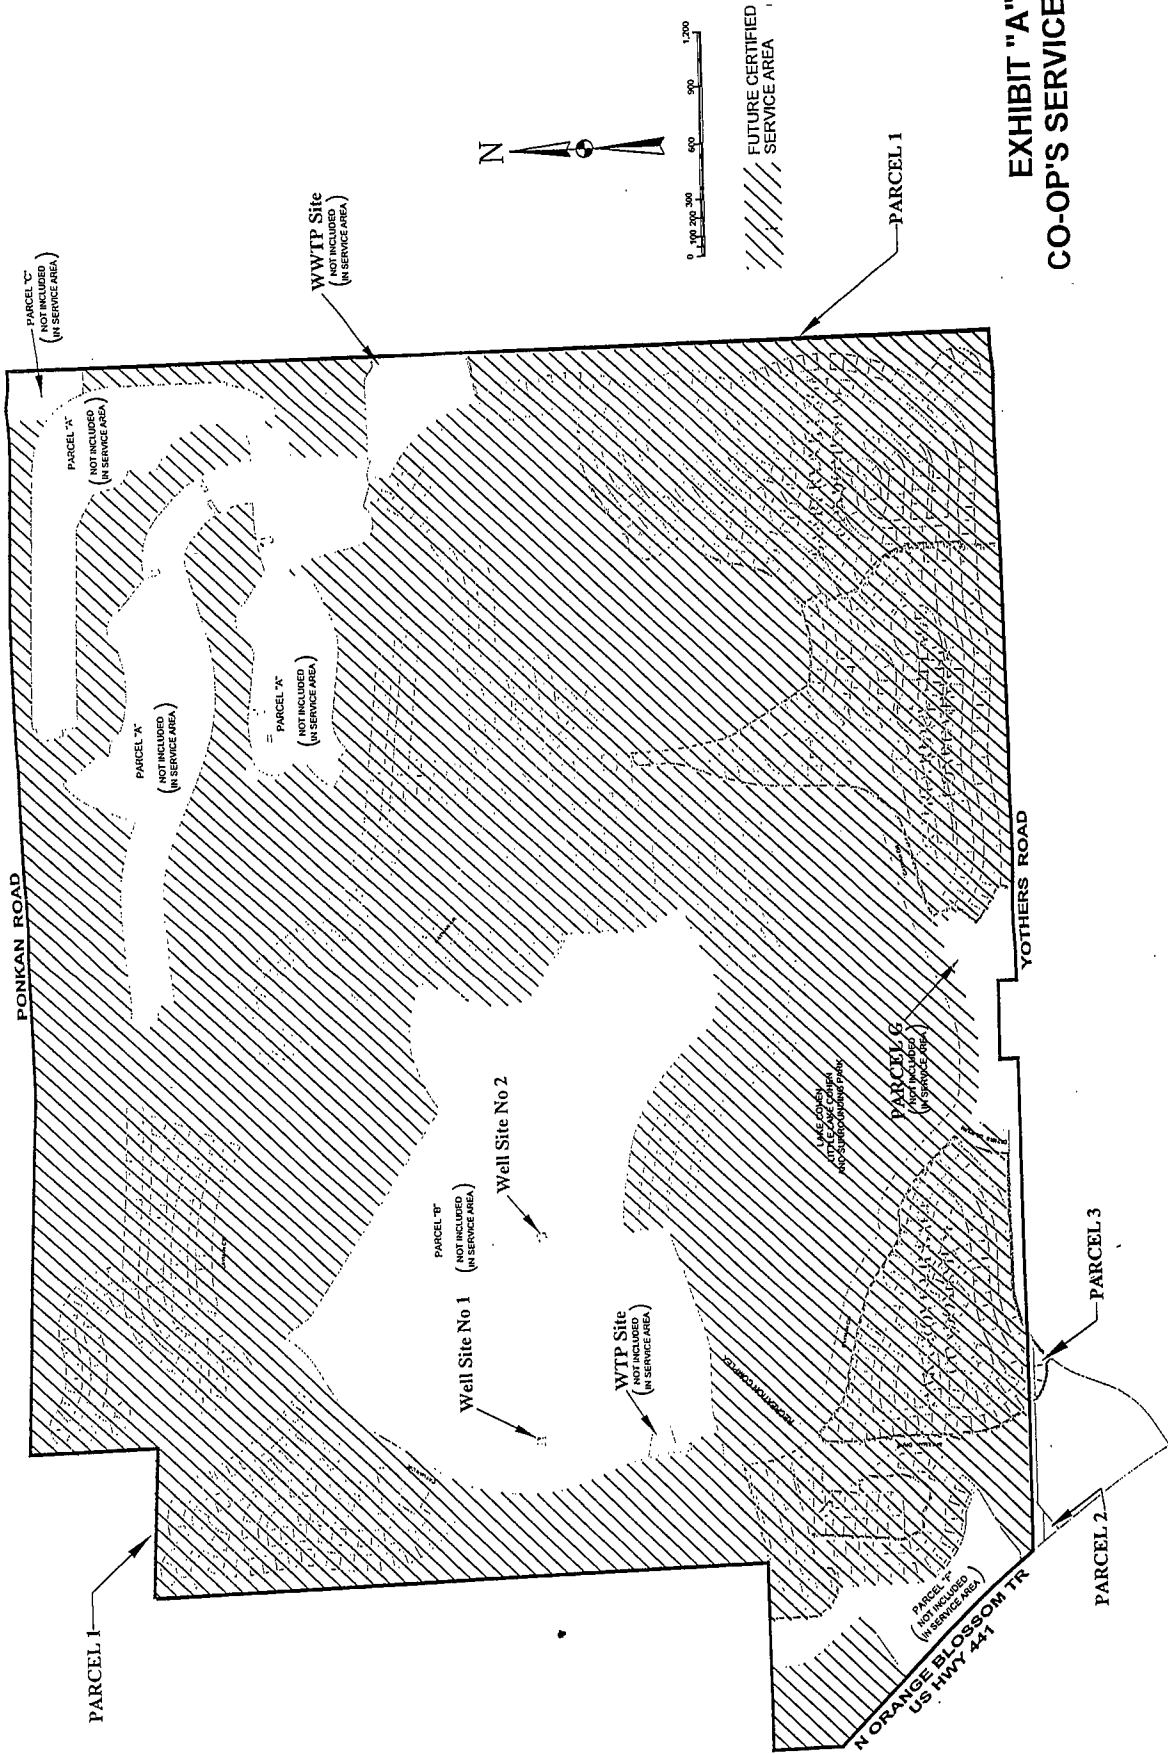 PONKAN ROAD
PARCEL "C"
( NOT INCLUDED
IN SERVICE AREA )
PARCEL "A"
( NOT INCLUDED
IN SERVICE AREA )
WWTP Site
( NOT INCLUDED
IN SERVICE AREA )
PARCEL "A"
( NOT INCLUDED
IN SERVICE AREA )
PARCEL "A"
( NOT INCLUDED
IN SERVICE AREA )
PARCEL 1
PARCEL "B"
( NOT INCLUDED
IN SERVICE AREA )
Well Site No 1
Well Site No 2
WTP Site
( NOT INCLUDED
IN SERVICE AREA )
RECREATION COMPLEX
LAKE COHEN
LITTLE LAKE COHEN
AND SURROUNDING PARK
PARCEL G
( NOT INCLUDED
IN SERVICE AREA )
PARCEL "F"
( NOT INCLUDED
IN SERVICE AREA )
N ORANGE BLOSSOM TR
US HWY 441
PARCEL 2
PARCEL 3
YOTHERS ROAD
PARCEL 1
N
0 100 200 300 600 900 1,200
FUTURE CERTIFIED
SERVICE AREA
EXHIBIT "A"
CO-OP'S SERVICE